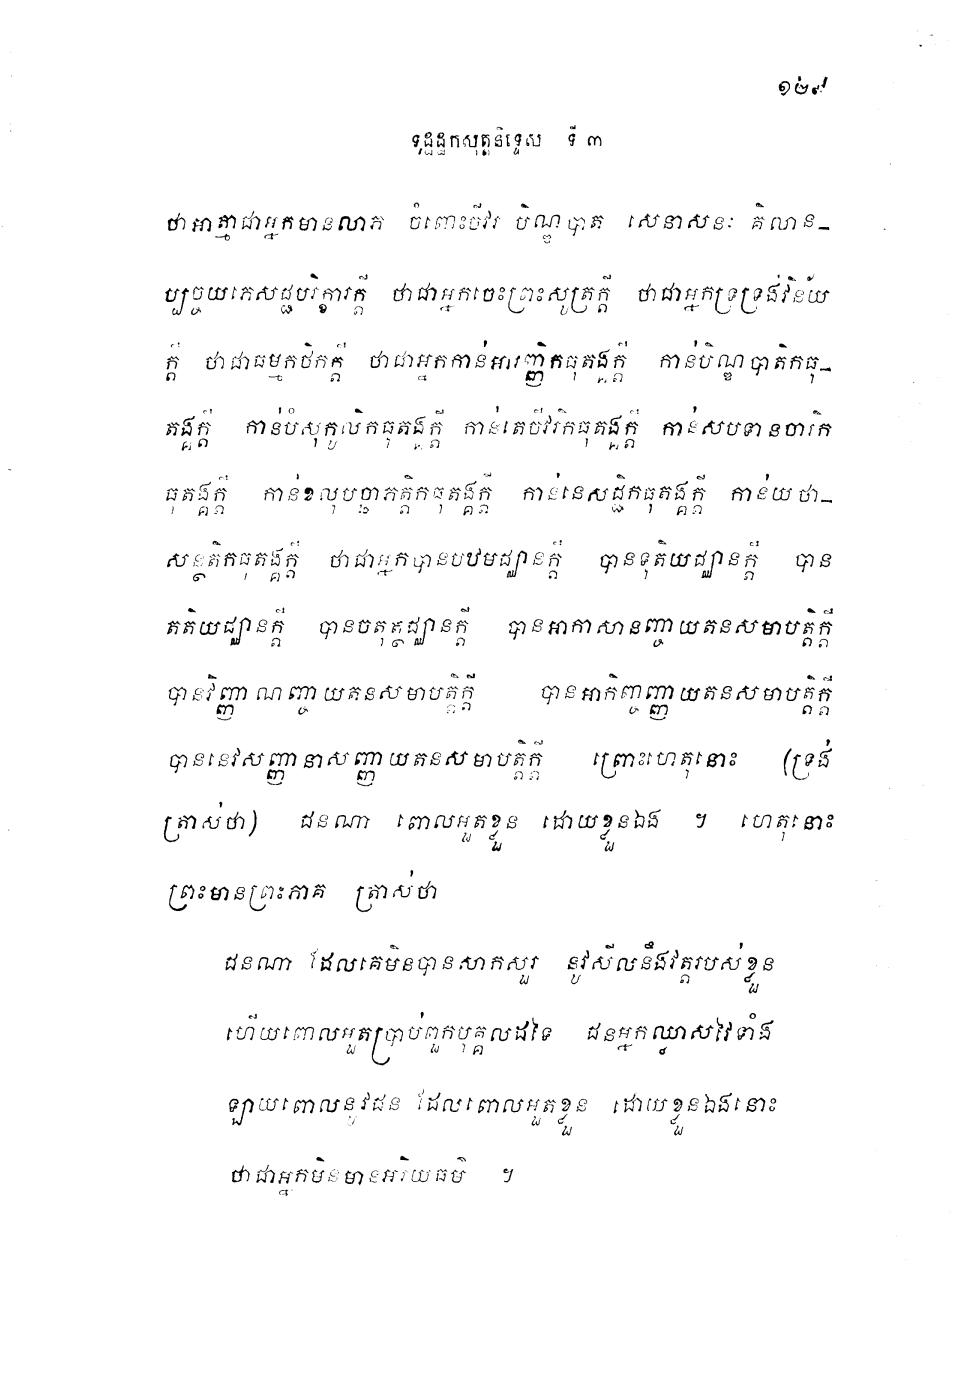 ១២៩
ទុដ្ឋដ្ឋកសុត្តនិទ្ទេស ទី ៣
ថាអាត្មាជាអ្នកមានលាភ ចំពោះចីវរ បិណ្ឌបាត សេនាសនៈ គិលាន–
ប្បច្ចយភេសជ្ជបរិក្ខារក្តី ថាជាអ្នកចេះព្រះសូត្រក្តី ថាជាអ្នកទ្រទ្រង់វិន័យ
ក្តី ថាជាធម្មកថិកក្តី ថាជាអ្នកកាន់អារញ្ញិកធុតង្គក្តី កាន់បិណ្ឌបាតិកធុ–
តង្គក្តី កាន់បំសុកូលិកធុតង្គក្តី កាន់តេចីវរិកធុតង្គក្តី កាន់សបទានចារិក
ធុតង្គក្តី កាន់ខលុបច្ឆាភត្តិកធុតង្គក្តី កាន់នេសជ្ជិកធុតង្គក្តី កាន់យថា–
សន្ថតិកធុតង្គក្តី ថាជាអ្នកបានបឋមជ្ឈានក្តី បានទុតិយជ្ឈានក្តី បាន
តតិយជ្ឈានក្តី បានចតុត្ថជ្ឈានក្តី បានអាកាសានញ្ចាយតនសមាបត្តិក្តី
បានវិញ្ញាណញ្ចាយតនសមាបត្តិក្តី បានអាកិញ្ចញ្ញាយតនសមាបត្តិក្តី
បាននេវសញ្ញានាសញ្ញាយតនសមាបត្តិក្តី ព្រោះហេតុនោះ (ទ្រង់
ត្រាស់ថា) ជនណា ពោលអួតខ្លួន ដោយខ្លួនឯង ។ ហេតុនោះ
ព្រះមានព្រះភាគ ត្រាស់ថា
ជនណា ដែលគេមិនបានសាកសួរ នូវសីលនឹងវត្តរបស់ខ្លួន
ហើយពោលអួតប្រាប់ពួកបុគ្គលដទៃ ជនអ្នកឈ្លាសវៃទាំង
ឡាយពោលនូវជន ដែលពោលអួតខ្លួន ដោយខ្លួនឯងនោះ
ថាជាអ្នកមិនមានអរិយធម៌ ។